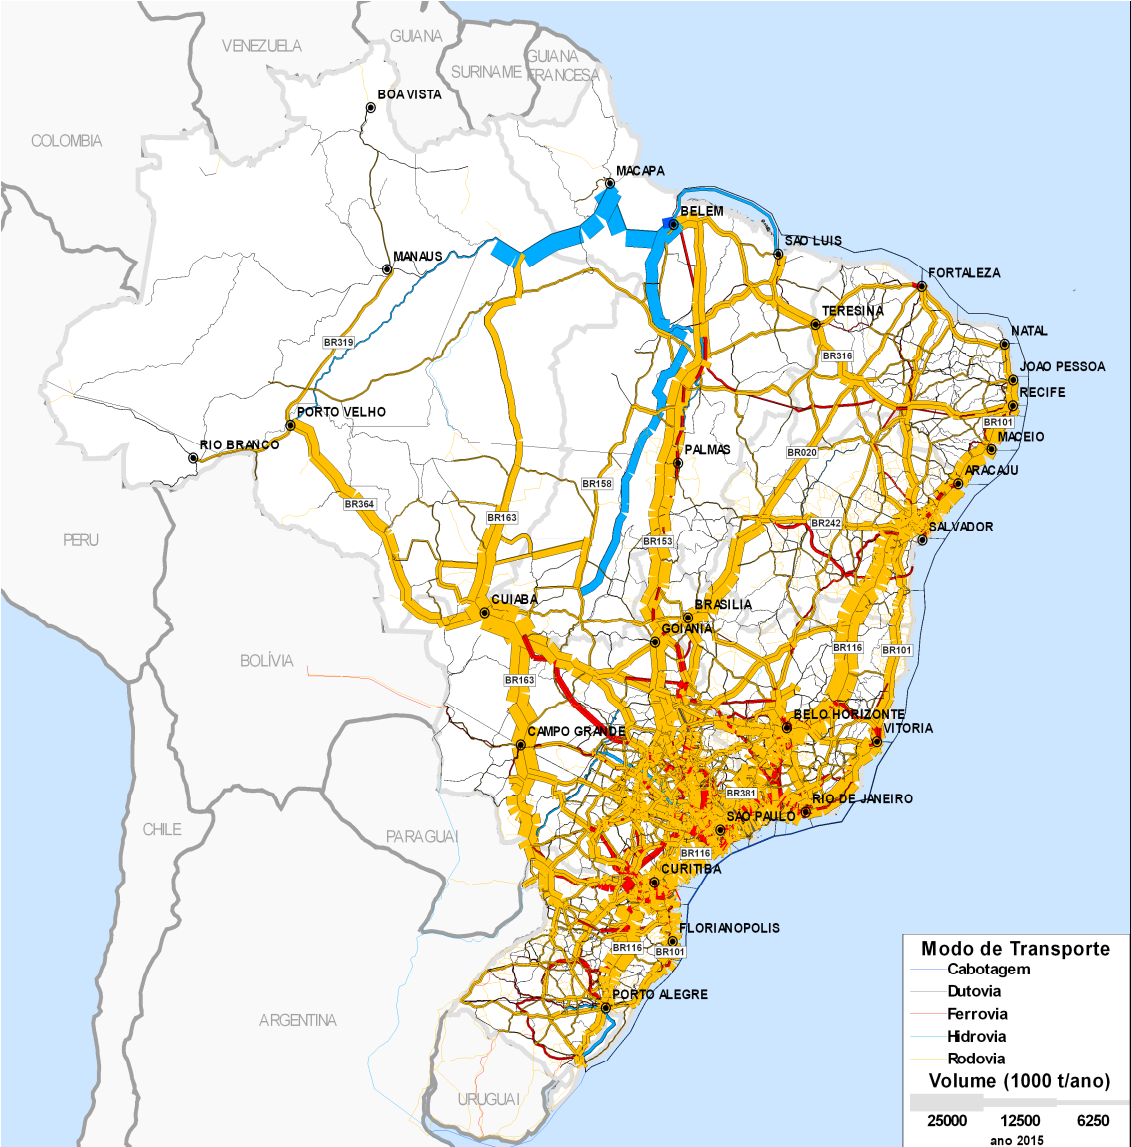 GUIANA
VENEZUELA
SURINAME
GUIANA
FRANCESA
BOA VISTA
COLOMBIA
MACAPA
BELEM
SAO LUIS
MANAUS
FORTALEZA
TERESINA
NATAL
BR319
BR316
JOAO PESSOA
RECIFE
PORTO VELHO
BR101
RIO BRANCO
MACEIO
PALMAS
BR020
ARACAJU
BR158
BR364
BR163
BR242
SALVADOR
PERU
BR153
CUIABA
BRASILIA
GOIANIA
BR116
BR101
BOLÍVIA
BR163
BELO HORIZONTE
VITORIA
CAMPO GRANDE
BR381
RIO DE JANEIRO
SAO PAULO
CHILE
PARAGUAI
BR116
CURITIBA
FLORIANOPOLIS
BR116
BR101
PORTO ALEGRE
ARGENTINA
URUGUAI
Modo de Transporte
Cabotagem
Dutovia
Ferrovia
Hidrovia
Rodovia
Volume (1000 t/ano)
25000 12500 6250
ano 2015